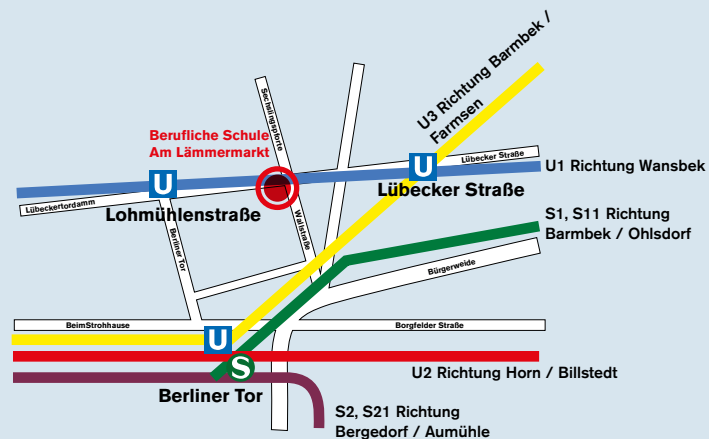 U3 Richtung Barmbek /
Farmsen
Sechslingspforte
Berufliche Schule
Am Lämmermarkt
U
U
Lübecker Straße
U1 Richtung Wansbek
Lübeckertordamm
Lohmühlenstraße
Lübecker Straße
Wallstraße
Berliner Tor
S1, S11 Richtung
Barmbek / Ohlsdorf
Bürgerweide
BeimStrohhause
Borgfelder Straße
U
S
U2 Richtung Horn / Billstedt
Berliner Tor
S2, S21 Richtung
Bergedorf / Aumühle